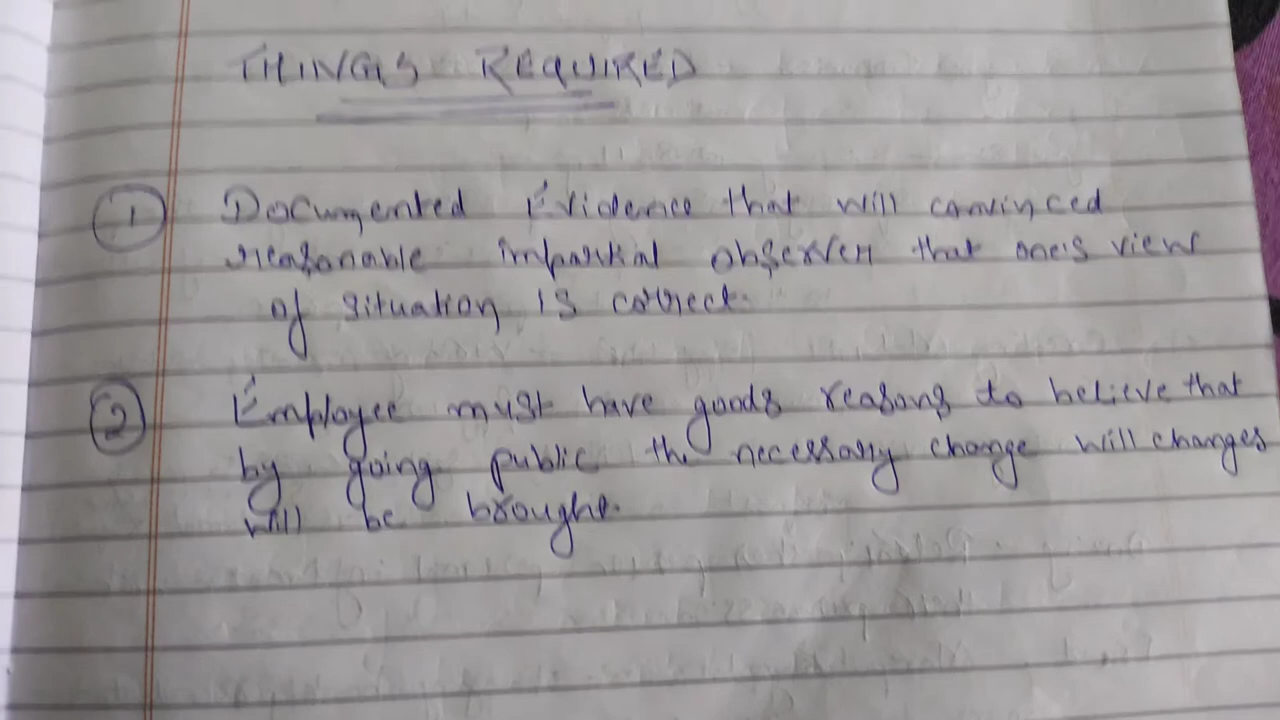 THINGS REQUIRED
① Documented Evidence that will convinced
reasonable impartial observer that one's view
of situation is correct.
② Employee must have goods reasons to believe that
by going public the necessary change will changes
will be brought.